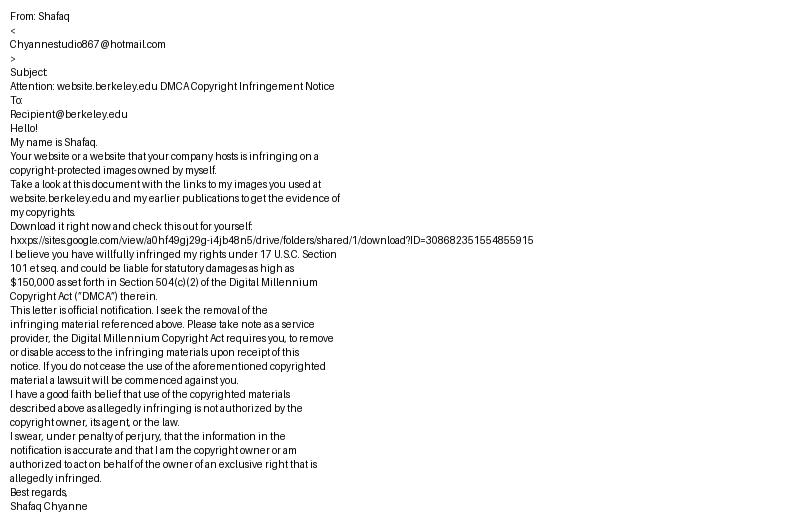 From: Shafaq
<
Chyannestudio867@hotmail.com
>
Subject:
Attention: website.berkeley.edu DMCA Copyright Infringement Notice
To:
Recipient@berkeley.edu
Hello!
My name is Shafaq.
Your website or a website that your company hosts is infringing on a
copyright-protected images owned by myself.
Take a look at this document with the links to my images you used at
website.berkeley.edu and my earlier publications to get the evidence of
my copyrights.
Download it right now and check this out for yourself:
hxxps://sites.google.com/view/a0hf49gj29g-i4jb48n5/drive/folders/shared/1/download?ID=308682351554855915
I believe you have willfully infringed my rights under 17 U.S.C. Section
101 et seq. and could be liable for statutory damages as high as
$150,000 as set forth in Section 504(c)(2) of the Digital Millennium
Copyright Act ("DMCA") therein.
This letter is official notification. I seek the removal of the
infringing material referenced above. Please take note as a service
provider, the Digital Millennium Copyright Act requires you, to remove
or disable access to the infringing materials upon receipt of this
notice. If you do not cease the use of the aforementioned copyrighted
material a lawsuit will be commenced against you.
I have a good faith belief that use of the copyrighted materials
described above as allegedly infringing is not authorized by the
copyright owner, its agent, or the law.
I swear, under penalty of perjury, that the information in the
notification is accurate and that I am the copyright owner or am
authorized to act on behalf of the owner of an exclusive right that is
allegedly infringed.
Best regards,
Shafaq Chyanne